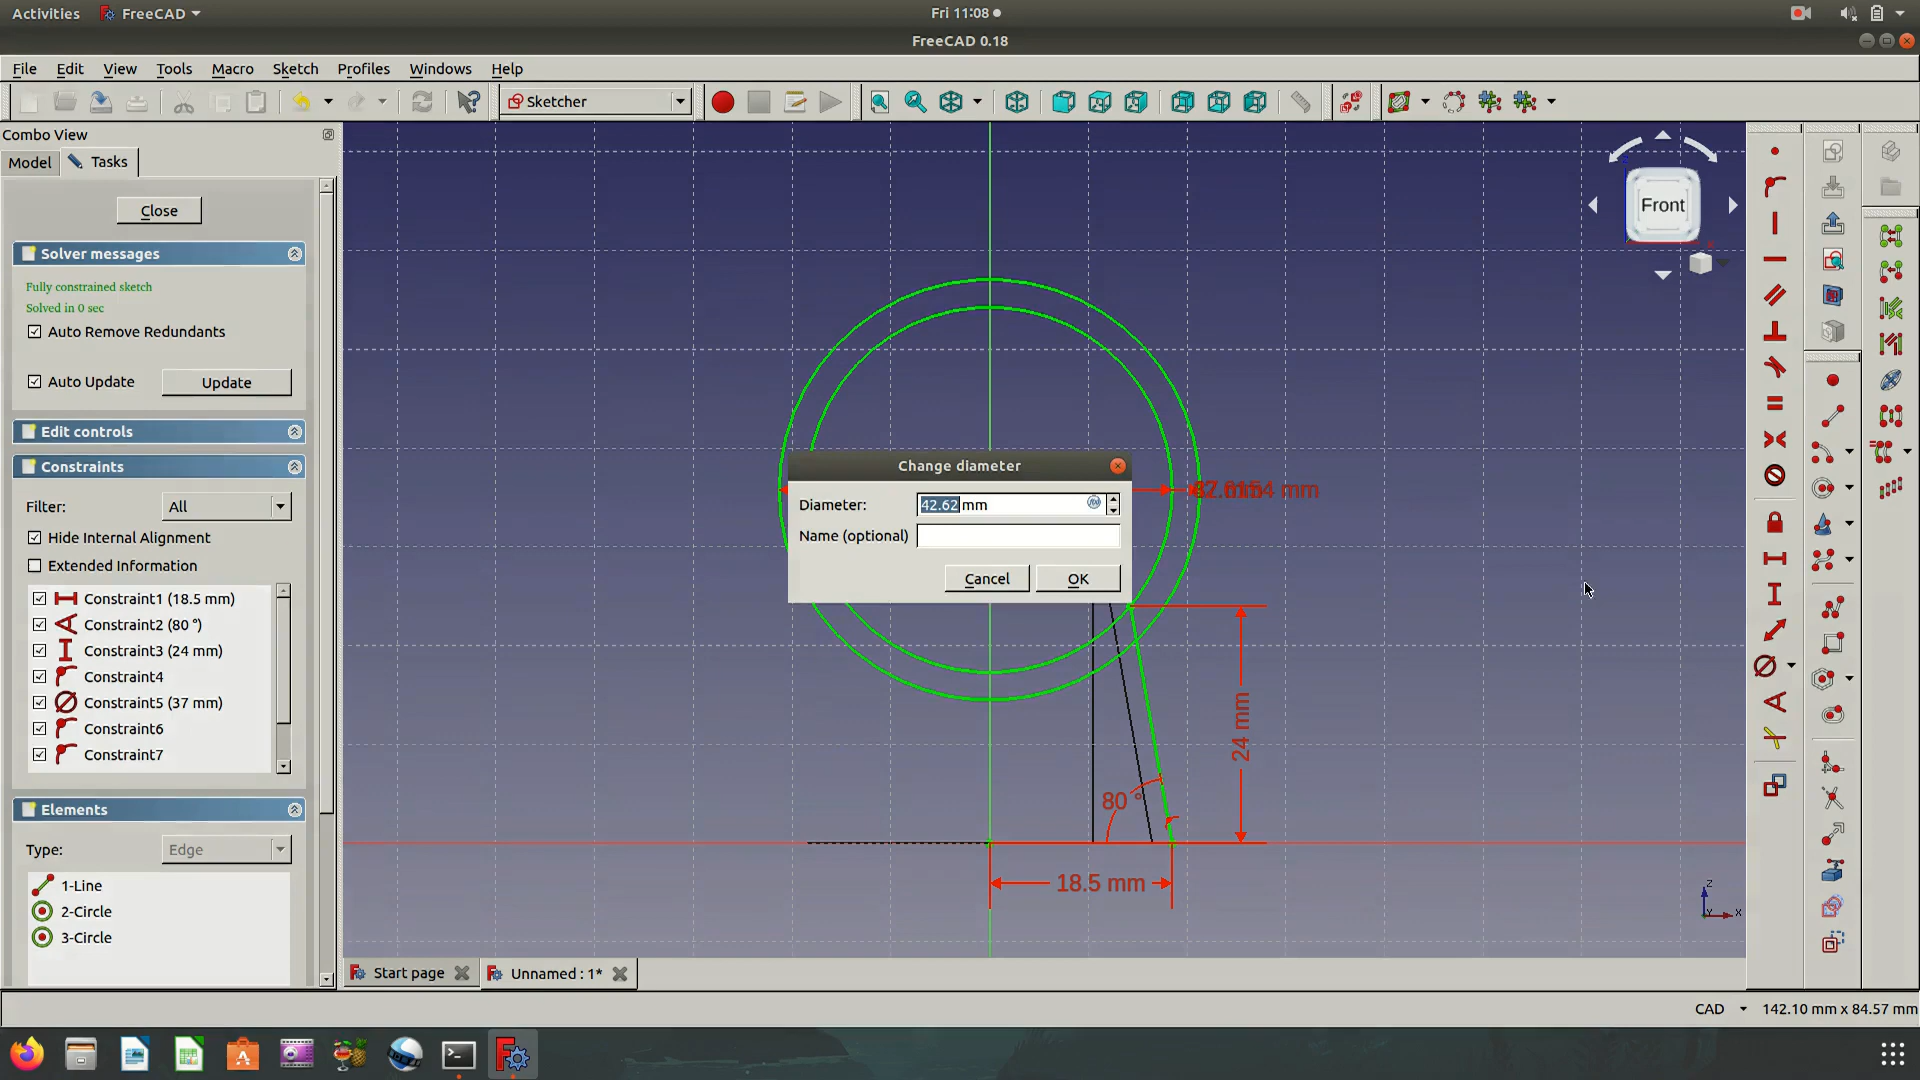 Activities
FreeCAD
Fri 11:08
FreeCAD 0.18
File Edit View Tools Macro Sketch Profiles Windows Help
Sketcher
Combo View
Model
Tasks
Close
Solver messages
Fully constrained sketch
Solved in 0 sec
Auto Remove Redundants
Auto Update
Update
Edit controls
Constraints
Filter:
All
Hide Internal Alignment
Extended Information
Constraint1 (18.5 mm)
Constraint2 (80 °)
Constraint3 (24 mm)
Constraint4
Constraint5 (37 mm)
Constraint6
Constraint7
Elements
Type:
Edge
1-Line
2-Circle
3-Circle
Front
Change diameter
Diameter:
42.62 mm
Name (optional)
Cancel
OK
mm
24 mm
80 °
18.5 mm
Z
Y
X
Start page
Unnamed : 1*
CAD
142.10 mm x 84.57 mm